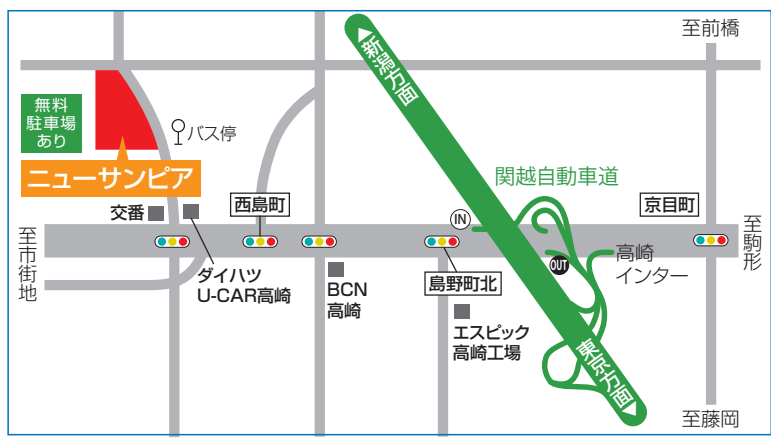 至前橋
新潟方面
無料
駐車場
あり
バス停
ニューサンピア
関越自動車道
交番
西島町
IN
京目町
至市街地
至駒形
ダイハツ
U-CAR高崎
BCN
高崎
島野町北
OUT
高崎
インター
エスピック
高崎工場
東京方面
至藤岡